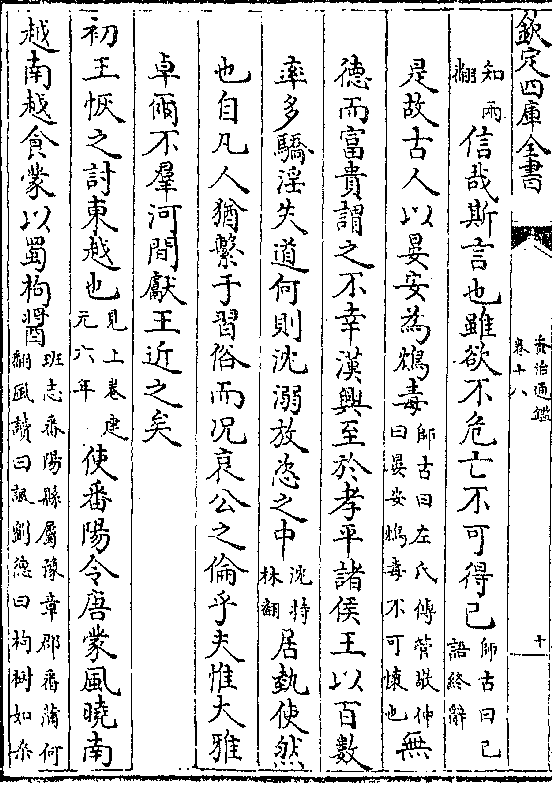 欽定四庫全書
資治通鑑
卷十八
十
知雨翻信哉斯言也雖欲不危亡不可得已師古曰已語終辭
是故古人以晏安為鴆毒師古曰左氏傳管敬仲曰晏安鴆毒不可懷也無
德而富貴謂之不幸漢興至於孝平諸侯王以百數
率多驕淫失道何則沈溺放恣之中沈持林翻居埶使然
也自凡人猶繫于習俗而况哀公之倫乎夫惟大雅
卓爾不羣河間獻王近之矣
初王恢之討東越也見上卷建元六年使番陽令唐蒙風曉南
越南越食蒙以蜀枸醬班志番陽縣屬豫章郡番蒲何翻風讀曰諷劉德曰枸樹如桑